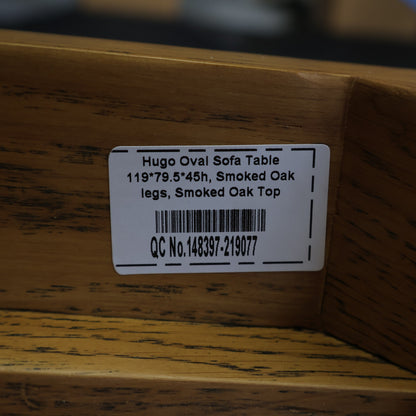 Hugo Oval Sofa Table
119*79.5*45h, Smoked Oak
legs, Smoked Oak Top
QC No.148397-219077